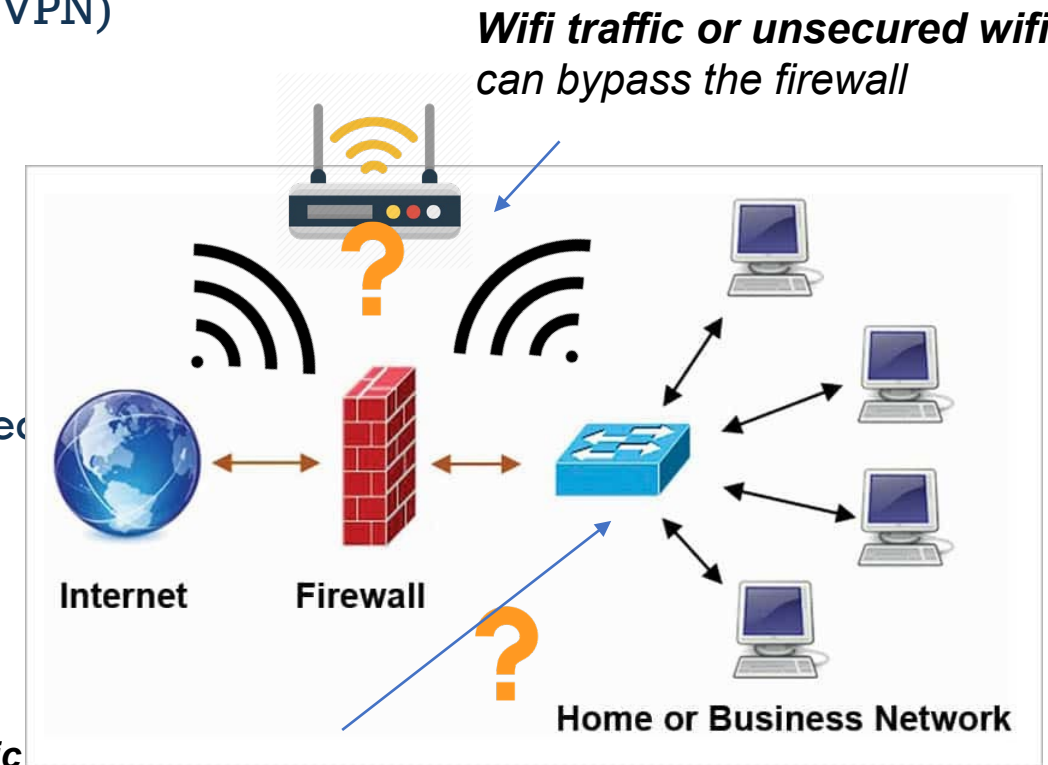 VPN)
Wifi traffic or unsecured wifi
can bypass the firewall
?
Internet
Firewall
?
Home or Business Network